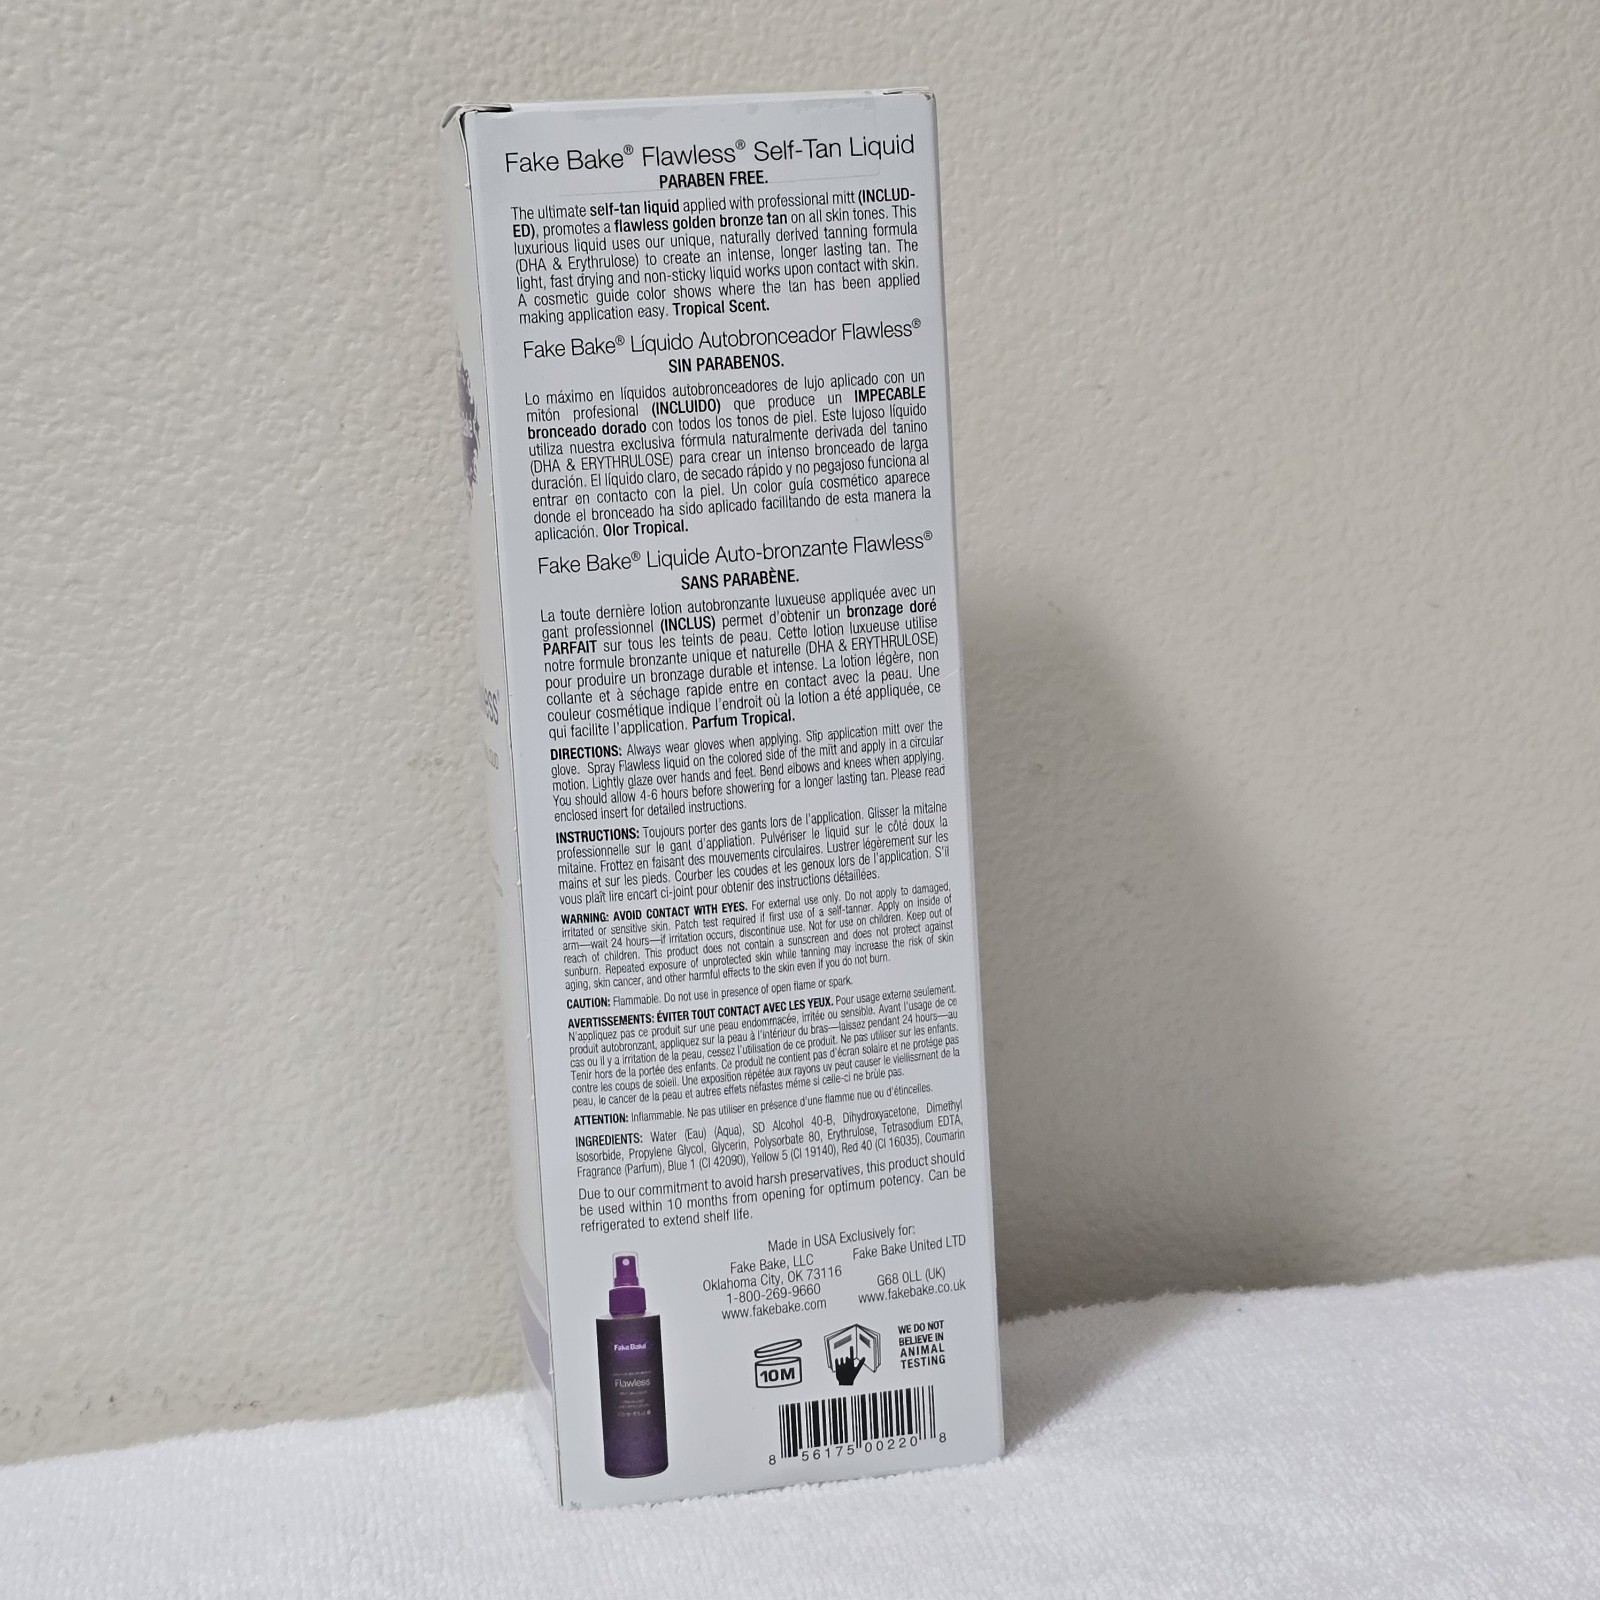 Fake Bake® Flawless® Self-Tan Liquid
PARABEN FREE.
The ultimate self-tan liquid applied with professional mitt (INCLUD-
ED), promotes a flawless golden bronze tan on all skin tones. This
luxurious liquid uses our unique, naturally derived tanning formula
(DHA & Erythrulose) to create an intense, longer lasting tan. The
light, fast drying and non-sticky liquid works upon contact with skin.
A cosmetic guide color shows where the tan has been applied
making application easy. Tropical Scent.
Fake Bake® Líquido Autobronceador Flawless®
SIN PARABENOS.
Lo máximo en líquidos autobronceadores de lujo aplicado con un
mitón profesional (INCLUIDO) que produce un IMPECABLE
bronceado dorado con todos los tonos de piel. Este lujoso líquido
utiliza nuestra exclusiva fórmula naturalmente derivada del tanino
(DHA & ERYTHRULOSE) para crear un intenso bronceado de larga
duración. El líquido claro, de secado rápido y no pegajoso funciona al
entrar en contacto con la piel. Un color guía cosmético aparece
donde el bronceado ha sido aplicado facilitando de esta manera la
aplicación. Olor Tropical.
Fake Bake® Liquide Auto-bronzante Flawless®
SANS PARABÈNE.
La toute dernière lotion autobronzante luxueuse appliquée avec un
gant professionnel (INCLUS) permet d'obtenir un bronzage doré
PARFAIT sur tous les teints de peau. Cette lotion luxueuse utilise
notre formule bronzante unique et naturelle (DHA & ERYTHRULOSE)
pour produire un bronzage durable et intense. La lotion légère, non
collante et à séchage rapide entre en contact avec la peau. Une
couleur cosmétique indique l'endroit où la lotion a été appliquée, ce
qui facilite l'application. Parfum Tropical.
DIRECTIONS: Always wear gloves when applying. Slip application mitt over the
glove. Spray Flawless liquid on the colored side of the mitt and apply in a circular
motion. Lightly glaze over hands and feet. Bend elbows and knees when applying.
You should allow 4-6 hours before showering for a longer lasting tan. Please read
enclosed insert for detailed instructions.
INSTRUCTIONS: Toujours porter des gants lors de l'application. Glisser la mitaine
professionnelle sur le gant d'appliation. Pulvériser le liquid sur le côté doux la
mitaine. Frottez en faisant des mouvements circulaires. Lustrer légèrement sur les
mains et sur les pieds. Courber les coudes et les genoux lors de l'application. S'il
vous plaît lire encart ci-joint pour obtenir des instructions détaillées.
WARNING: AVOID CONTACT WITH EYES. For external use only. Do not apply to damaged,
irritated or sensitive skin. Patch test required if first use of a self-tanner. Apply on inside of
arm—wait 24 hours—if irritation occurs, discontinue use. Not for use on children. Keep out of
reach of children. This product does not contain a sunscreen and does not protect against
sunburn. Repeated exposure of unprotected skin while tanning may increase the risk of skin
aging, skin cancer, and other harmful effects to the skin even if you do not burn.
CAUTION: Flammable. Do not use in presence of open flame or spark.
AVERTISSEMENTS: ÉVITER TOUT CONTACT AVEC LES YEUX. Pour usage externe seulement.
N'appliquez pas ce produit sur une peau endommacée, irritée ou sensible. Avant l'usage de ce
produit autobronzant, appliquez sur la peau à l'intérieur du bras—laissez pendant 24 hours—au
cas ou il y a irritation de la peau, cessez l'utilisation de ce produit. Ne pas utiliser sur les enfants.
Tenir hors de la portée des enfants. Ce produit ne contient pas d'écran solaire et ne protége pas
contre les coups de soleil. Une exposition répétée aux rayons uv peut causer le vieillissrnent de la
peau, le cancer de la peau et autres effets néfastes même si celle-ci ne brûle pas.
ATTENTION: Inflammable. Ne pas utiliser en présence d'une flamme nue ou d'étincelles.
INGREDIENTS: Water (Eau) (Aqua), SD Alcohol 40-B, Dihydroxyacetone, Dimethyl
Isosorbide, Propylene Glycol, Glycerin, Polysorbate 80, Erythrulose, Tetrasodium EDTA,
Fragrance (Parfum), Blue 1 (CI 42090), Yellow 5 (CI 19140), Red 40 (CI 16035), Coumarin
Due to our commitment to avoid harsh preservatives, this product should
be used within 10 months from opening for optimum potency. Can be
refrigerated to extend shelf life.
Made in USA Exclusively for:
Fake Bake, LLC
Oklahoma City, OK 73116
1-800-269-9660
www.fakebake.com
Fake Bake United LTD
G68 0LL (UK)
www.fakebake.co.uk
Fake Bake
Flawless
10M
WE DO NOT
BELIEVE IN
ANIMAL
TESTING
8 56175 00220 8